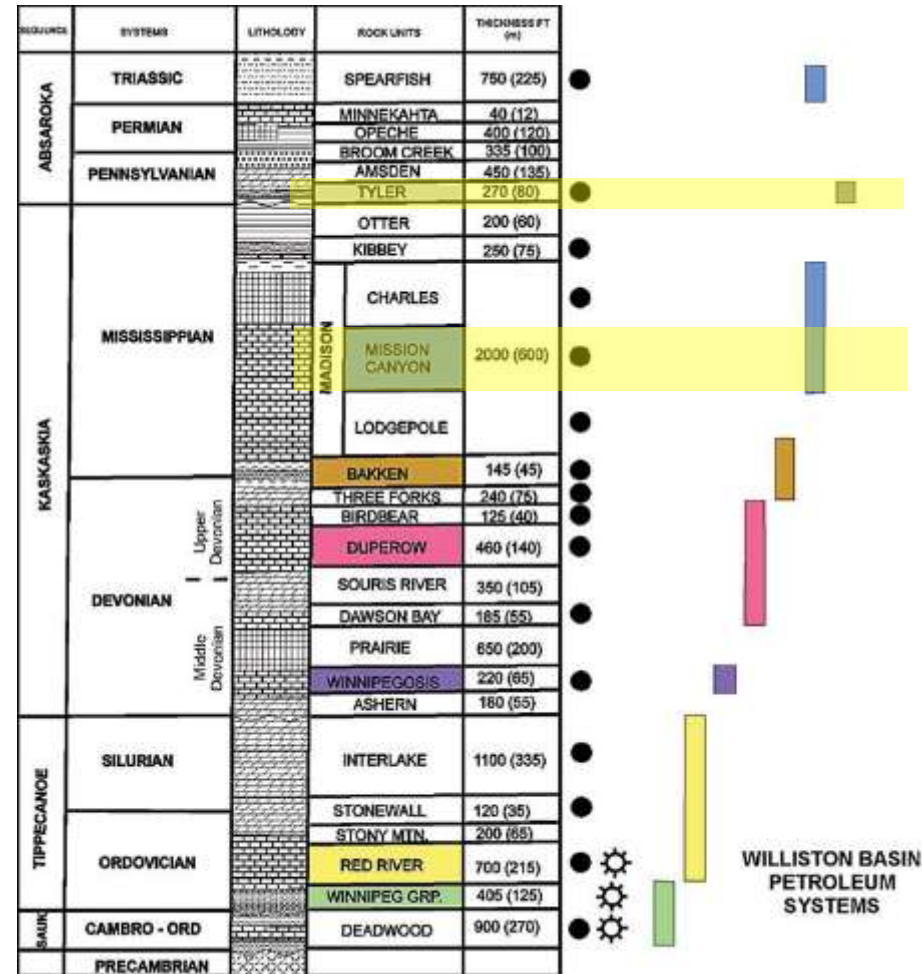 SEQUENCE SYSTEMS LITHOLOGY ROCK UNITS THICKNESS FT (m)
ABSAROKA
TRIASSIC SPEARFISH 750 (225)
PERMIAN MINNEKAHTA 40 (12)
OPECHE 400 (120)
BROOM CREEK 335 (100)
PENNSYLVANIAN AMSDEN 450 (135)
TYLER 270 (80)
KASKASKIA
MISSISSIPPIAN
OTTER 200 (60)
KIBBEY 250 (75)
MADISON
CHARLES
MISSION CANYON 2000 (600)
LODGEPOLE
BAKKEN 145 (45)
DEVONIAN
Upper Devonian
THREE FORKS 240 (75)
BIRDBEAR 125 (40)
DUPEROW 460 (140)
Middle Devonian
SOURIS RIVER 350 (105)
DAWSON BAY 185 (55)
PRAIRIE 650 (200)
WINNIPEGOSIS 220 (65)
ASHERN 180 (55)
TIPPECANOE
SILURIAN INTERLAKE 1100 (335)
STONEWALL 120 (35)
ORDOVICIAN
STONY MTN. 200 (65)
RED RIVER 700 (215)
WINNIPEG GRP. 405 (125)
SAUK CAMBRO - ORD DEADWOOD 900 (270)
PRECAMBRIAN
WILLISTON BASIN
PETROLEUM
SYSTEMS